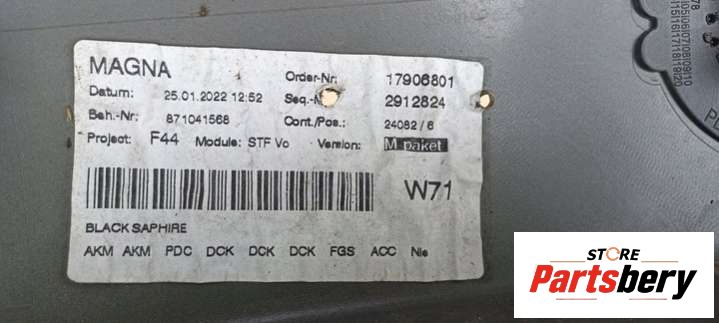 MAGNA Order-Nr: 17906801
Datum: 25.01.2022 12:52 Seq.-N 2912824
Beh.-Nr: 871041568 Cont./Pos.: 24082 / 6
Project: F44 Module: STF Vo Version: M paket
W71
BLACK SAPHIRE
AKM AKM PDC DCK DCK DCK FGS ACC Nie
STORE
Partsbery